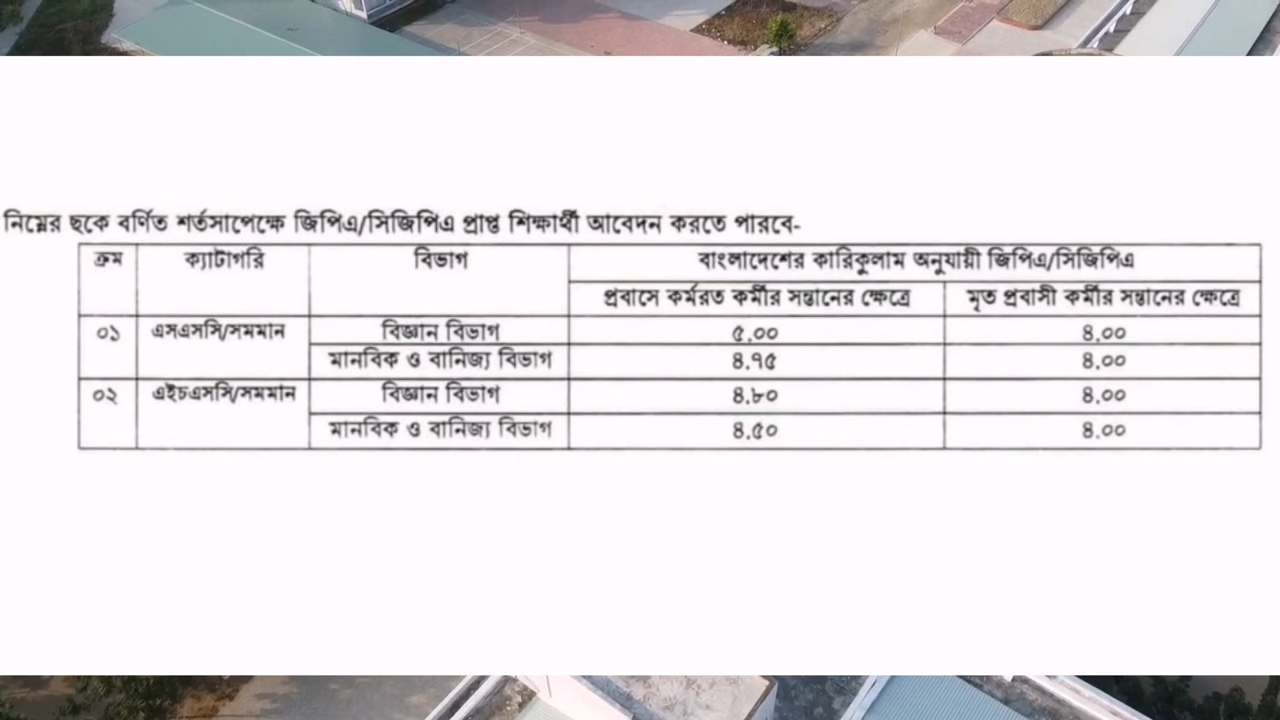 নিম্নের ছকে বর্ণিত শর্তসাপেক্ষে জিপিএ/সিজিপিএ প্রাপ্ত শিক্ষার্থী আবেদন করতে পারবে-
ক্রম ক্যাটাগরি বিভাগ বাংলাদেশের কারিকুলাম অনুযায়ী জিপিএ/সিজিপিএ
প্রবাসে কর্মরত কর্মীর সন্তানের ক্ষেত্রে মৃত প্রবাসী কর্মীর সন্তানের ক্ষেত্রে
০১ এসএসসি/সমমান বিজ্ঞান বিভাগ ৫.০০ ৪.০০
মানবিক ও বানিজ্য বিভাগ ৪.৭৫ ৪.০০
০২ এইচএসসি/সমমান বিজ্ঞান বিভাগ ৪.৮০ ৪.০০
মানবিক ও বানিজ্য বিভাগ ৪.৫০ ৪.০০